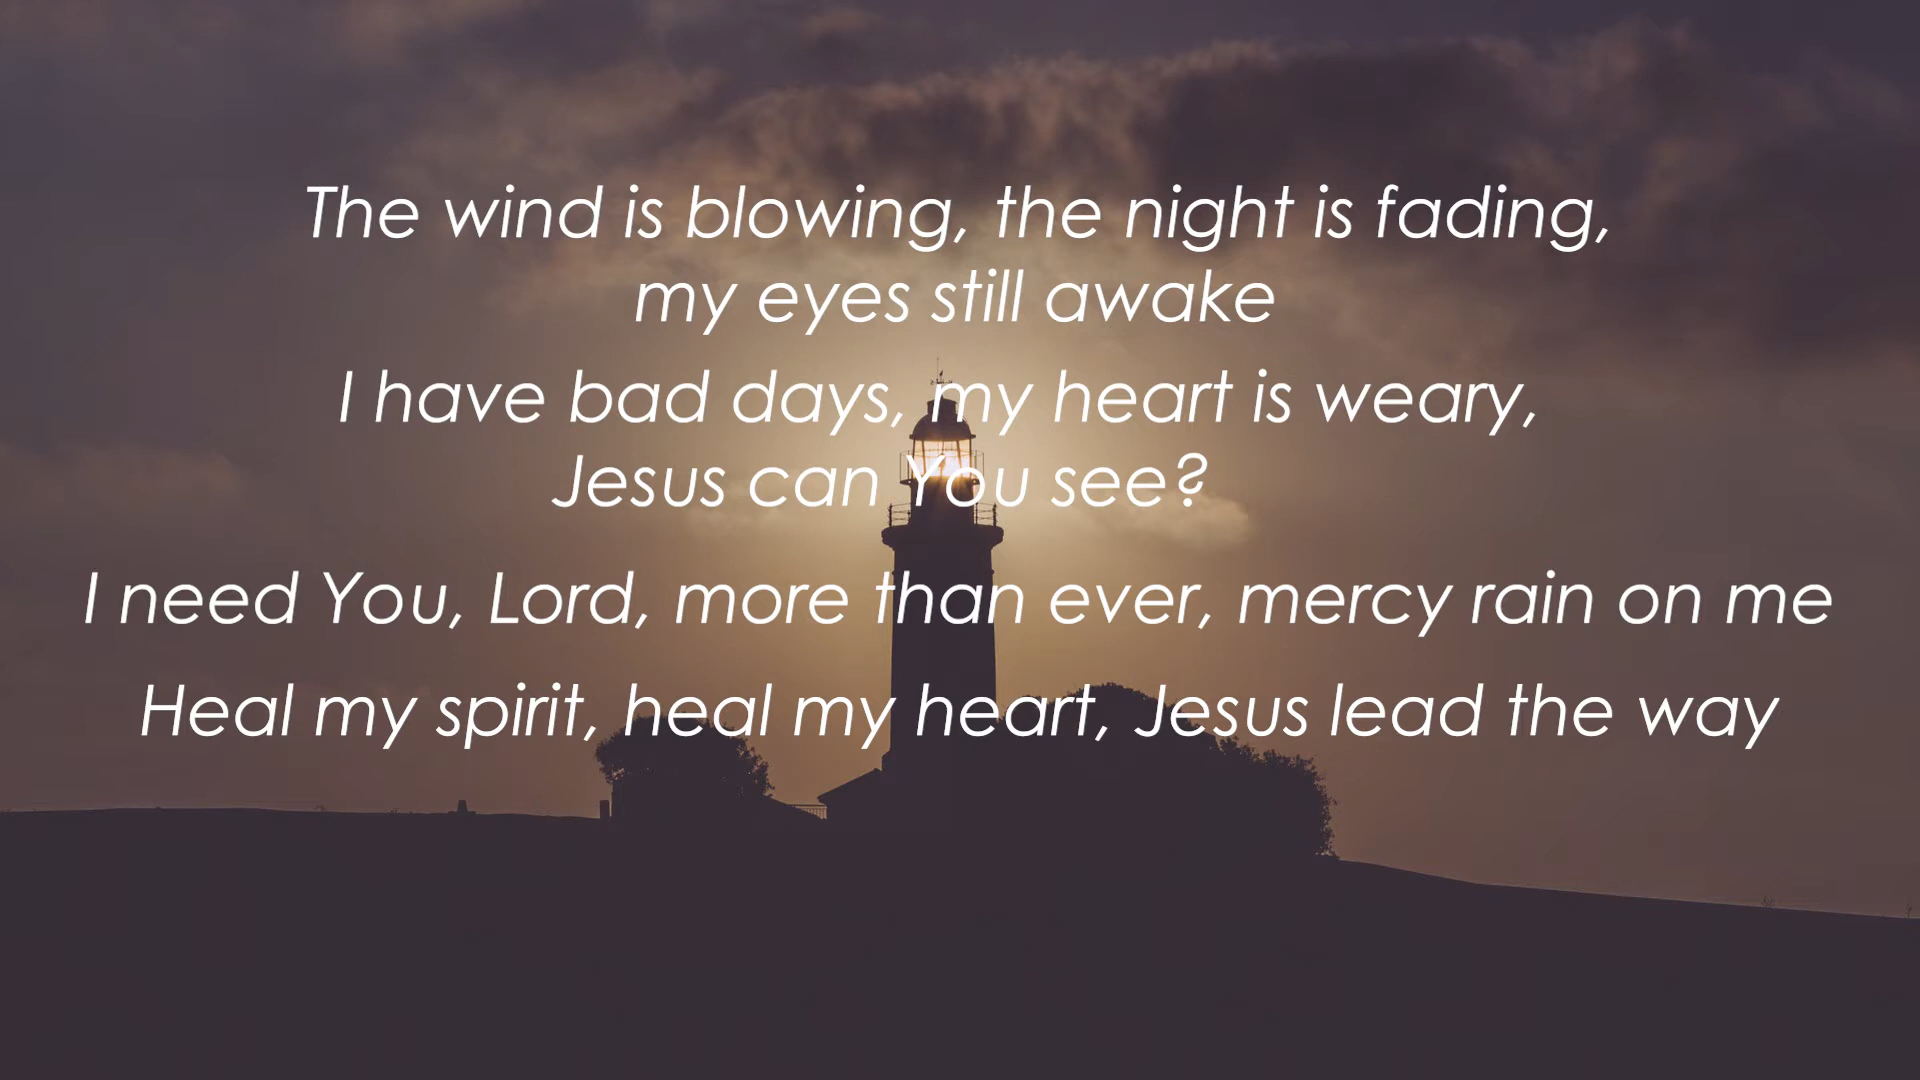 The wind is blowing, the night is fading,
my eyes still awake
I have bad days, my heart is weary,
Jesus can You see?
I need You, Lord, more than ever, mercy rain on me
Heal my spirit, heal my heart, Jesus lead the way